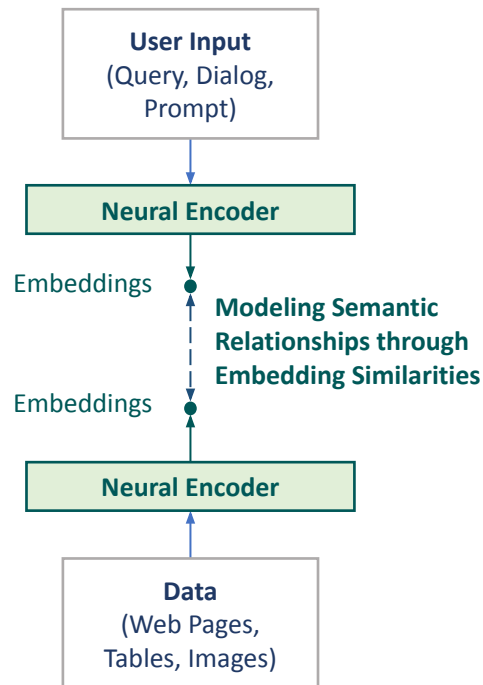 User Input
(Query, Dialog,
Prompt)
Neural Encoder
Embeddings
Modeling Semantic
Relationships through
Embedding Similarities
Embeddings
Neural Encoder
Data
(Web Pages,
Tables, Images)